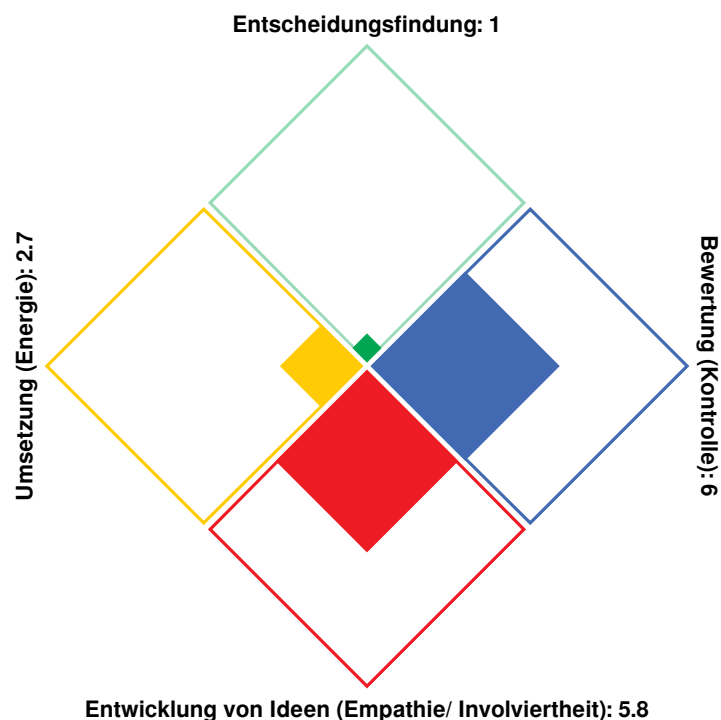 Entscheidungsfindung: 1
Umsetzung (Energie): 2.7
Bewertung (Kontrolle): 6
Entwicklung von Ideen (Empathie/ Involviertheit): 5.8